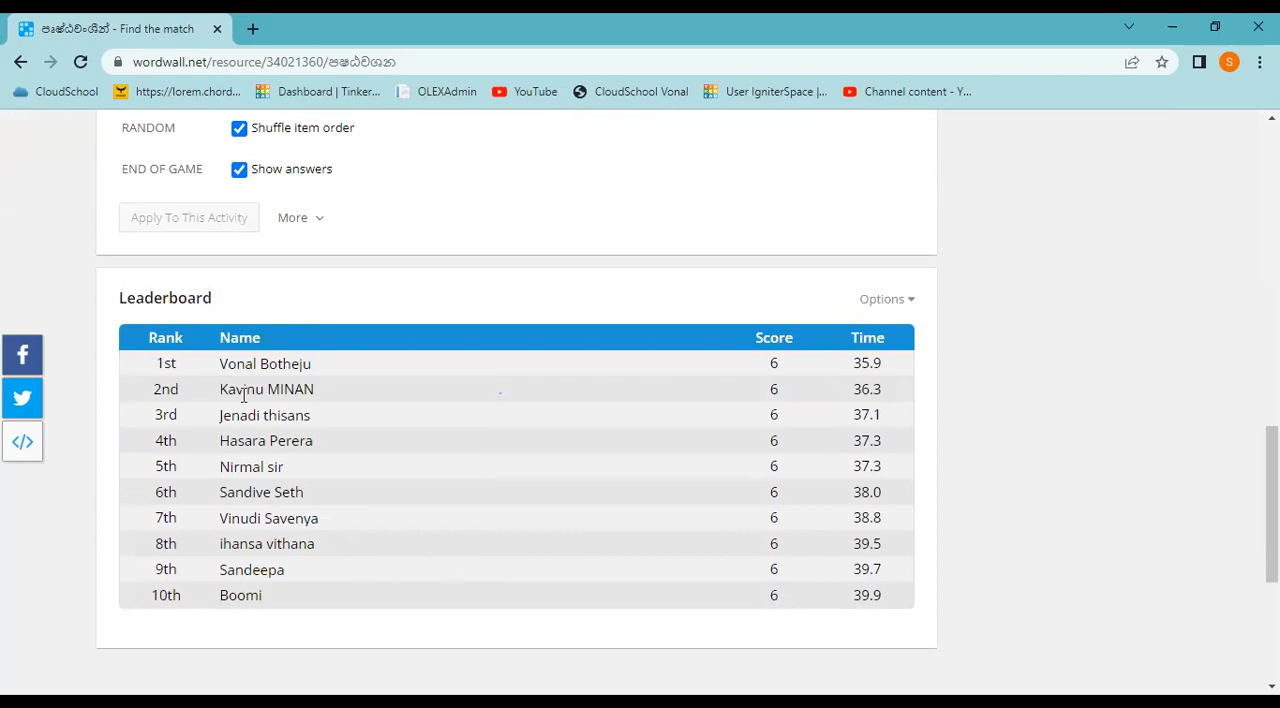 පෘෂ්ඨවංශීන් - Find the match
wordwall.net/resource/34021360/පෂඨවශන
S
CloudSchool
https://lorem.chord...
Dashboard | Tinker...
OLEXAdmin
YouTube
CloudSchool Vonal
User IgniterSpace |...
Channel content - Y...
RANDOM Shuffle item order
END OF GAME Show answers
Apply To This Activity More
Leaderboard Options
Rank Name Score Time
1st Vonal Botheju 6 35.9
2nd Kavinu MINAN 6 36.3
3rd Jenadi thisans 6 37.1
4th Hasara Perera 6 37.3
5th Nirmal sir 6 37.3
6th Sandive Seth 6 38.0
7th Vinudi Savenya 6 38.8
8th ihansa vithana 6 39.5
9th Sandeepa 6 39.7
10th Boomi 6 39.9